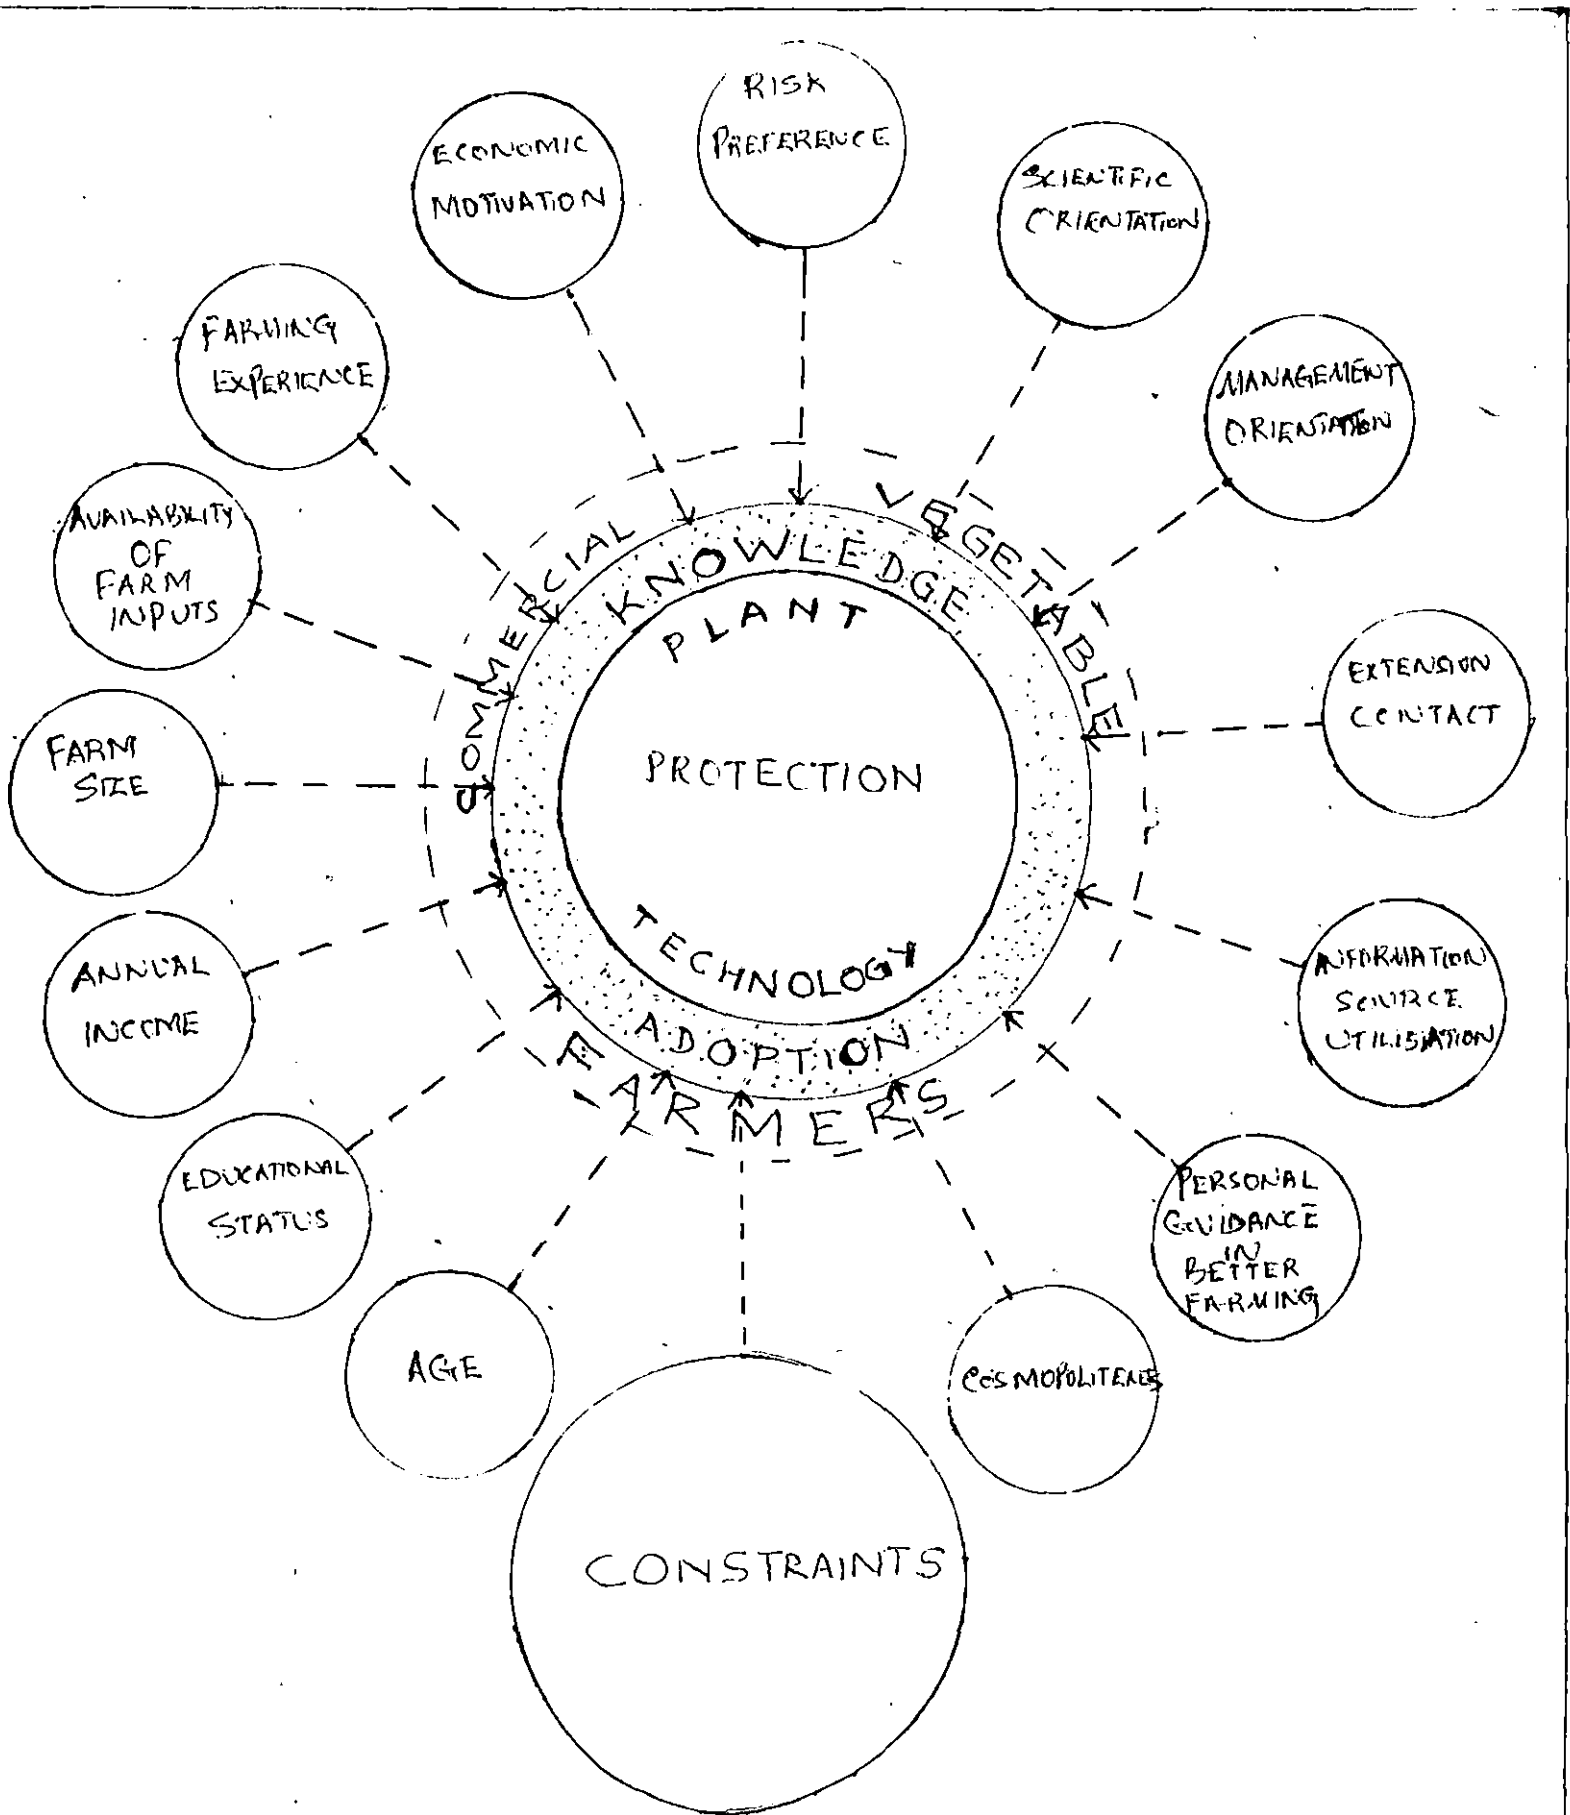 RISK
PREFERENCE
ECONOMIC
MOTIVATION
SCIENTIFIC
ORIENTATION
FARMING
EXPERIENCE
MANAGEMENT
ORIENTATION
AVAILABILITY
OF
FARM
INPUTS
COMMERCIAL VEGETABLE
KNOWLEDGE
PLANT
PROTECTION
TECHNOLOGY
ADOPTION
FARMERS
EXTENSION
CONTACT
FARM
SIZE
ANNUAL
INCOME
INFORMATION
SOURCE
UTILISATION
EDUCATIONAL
STATUS
PERSONAL
GUIDANCE
IN
BETTER
FARMING
AGE
COSMOPOLITENES
CONSTRAINTS